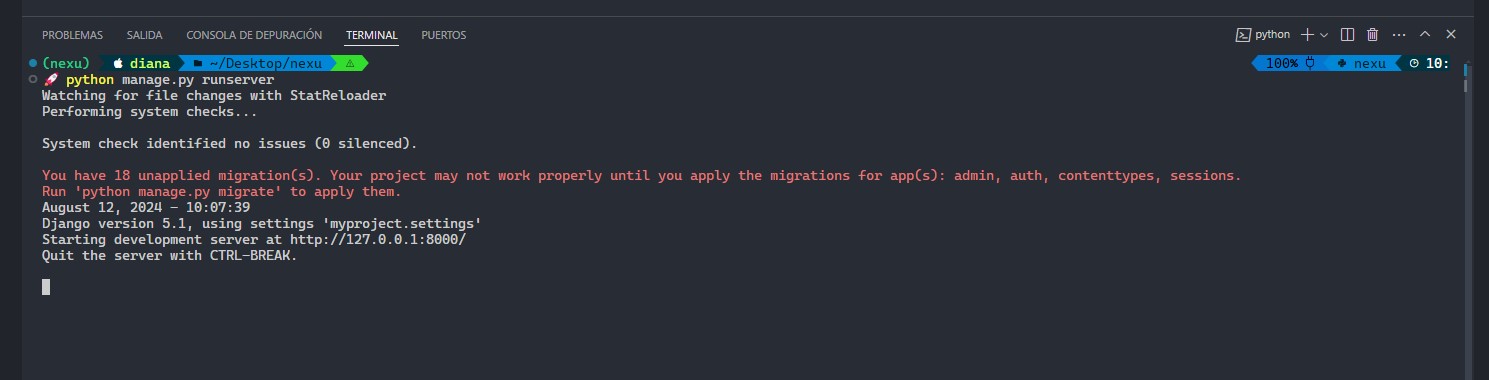 PROBLEMAS SALIDA CONSOLA DE DEPURACIÓN TERMINAL PUERTOS python
(nexu) diana ~/Desktop/nexu 100% nexu 10:
python manage.py runserver
Watching for file changes with StatReloader
Performing system checks...
System check identified no issues (0 silenced).
You have 18 unapplied migration(s). Your project may not work properly until you apply the migrations for app(s): admin, auth, contenttypes, sessions.
Run 'python manage.py migrate' to apply them.
August 12, 2024 - 10:07:39
Django version 5.1, using settings 'myproject.settings'
Starting development server at http://127.0.0.1:8000/
Quit the server with CTRL-BREAK.